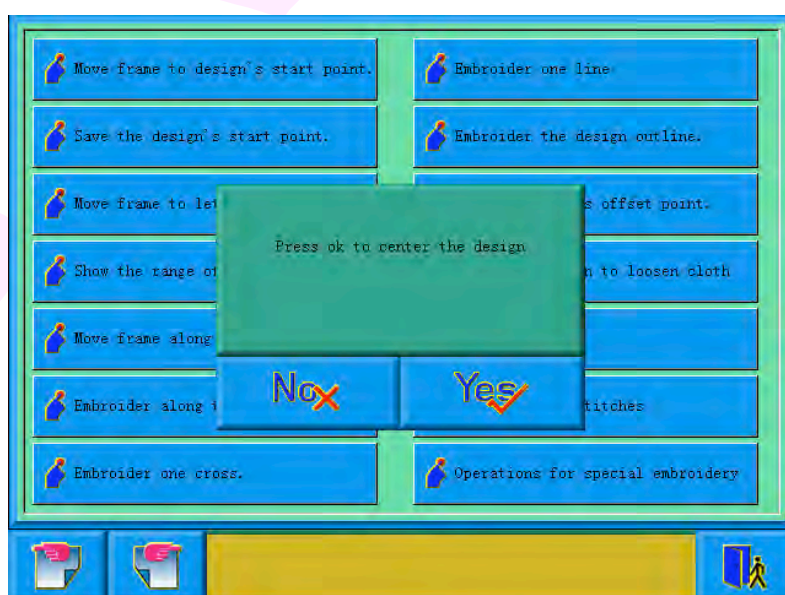 Move frame to design's start point.
Embroider one line
Save the design's start point.
Embroider the design outline.
Move frame to
s offset point.
Show the range
to loosen cloth
Move frame along
Embroider along
titches
Embroider one cross.
Operations for special embroidery
Press ok to center the design
No
Yes